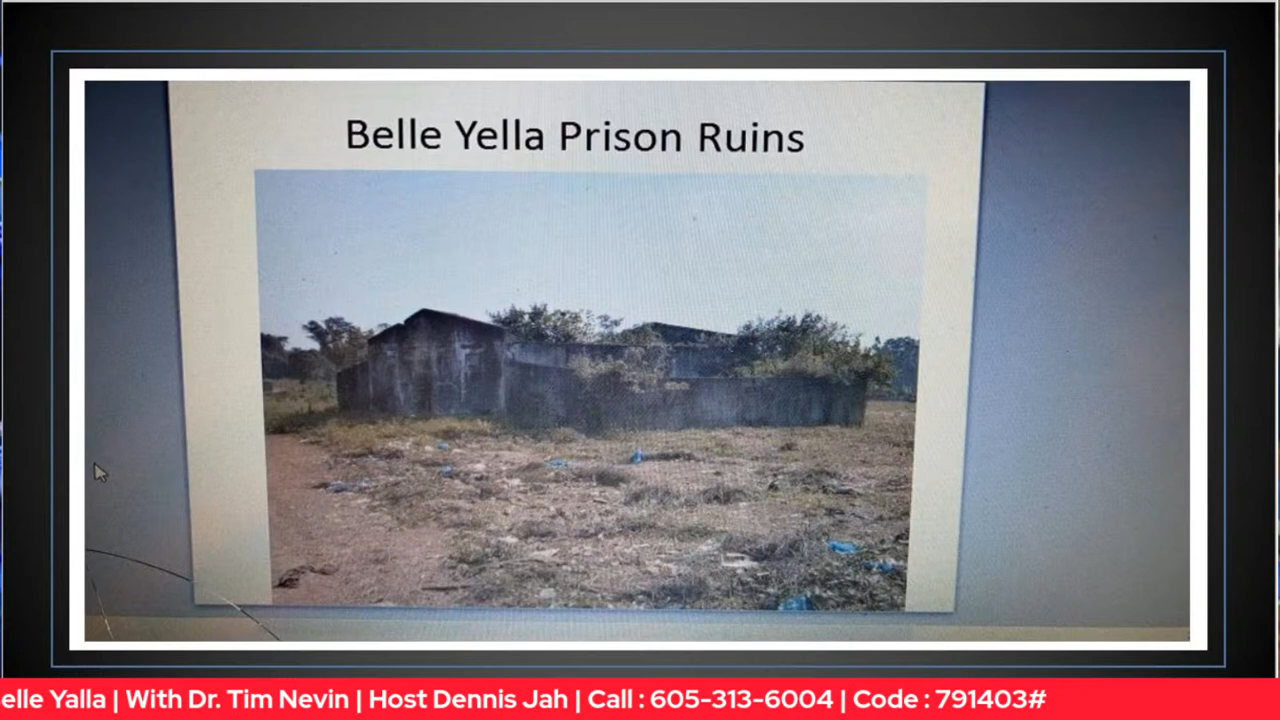 Belle Yella Prison Ruins
elle Yalla | With Dr. Tim Nevin | Host Dennis Jah | Call : 605-313-6004 | Code : 791403#